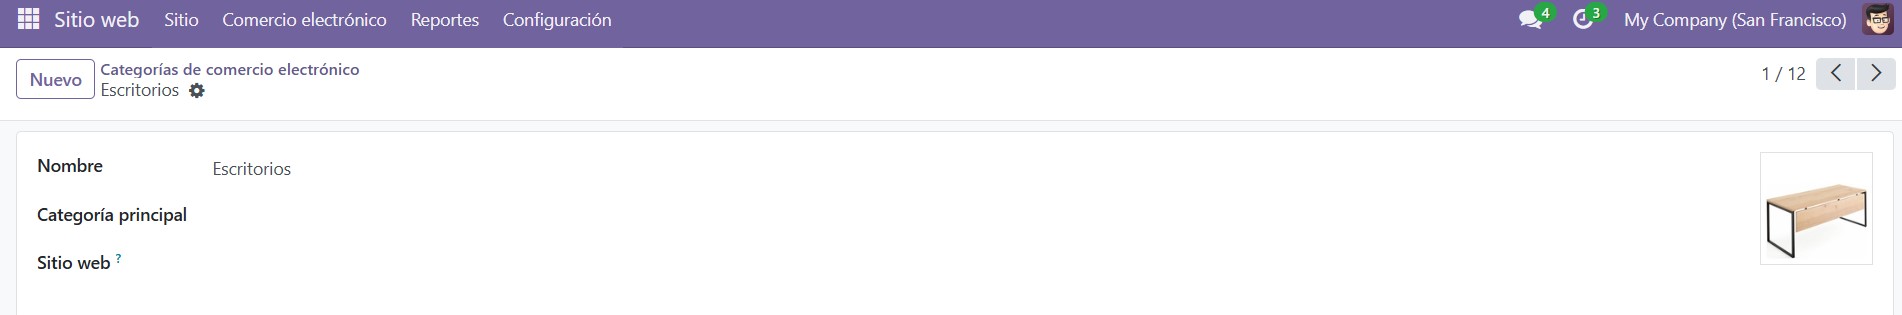 Sitio web Sitio Comercio electrónico Reportes Configuración 4 3 My Company (San Francisco)
Nuevo Categorías de comercio electrónico
Escritorios 1 / 12
Nombre Escritorios
Categoría principal
Sitio web ?